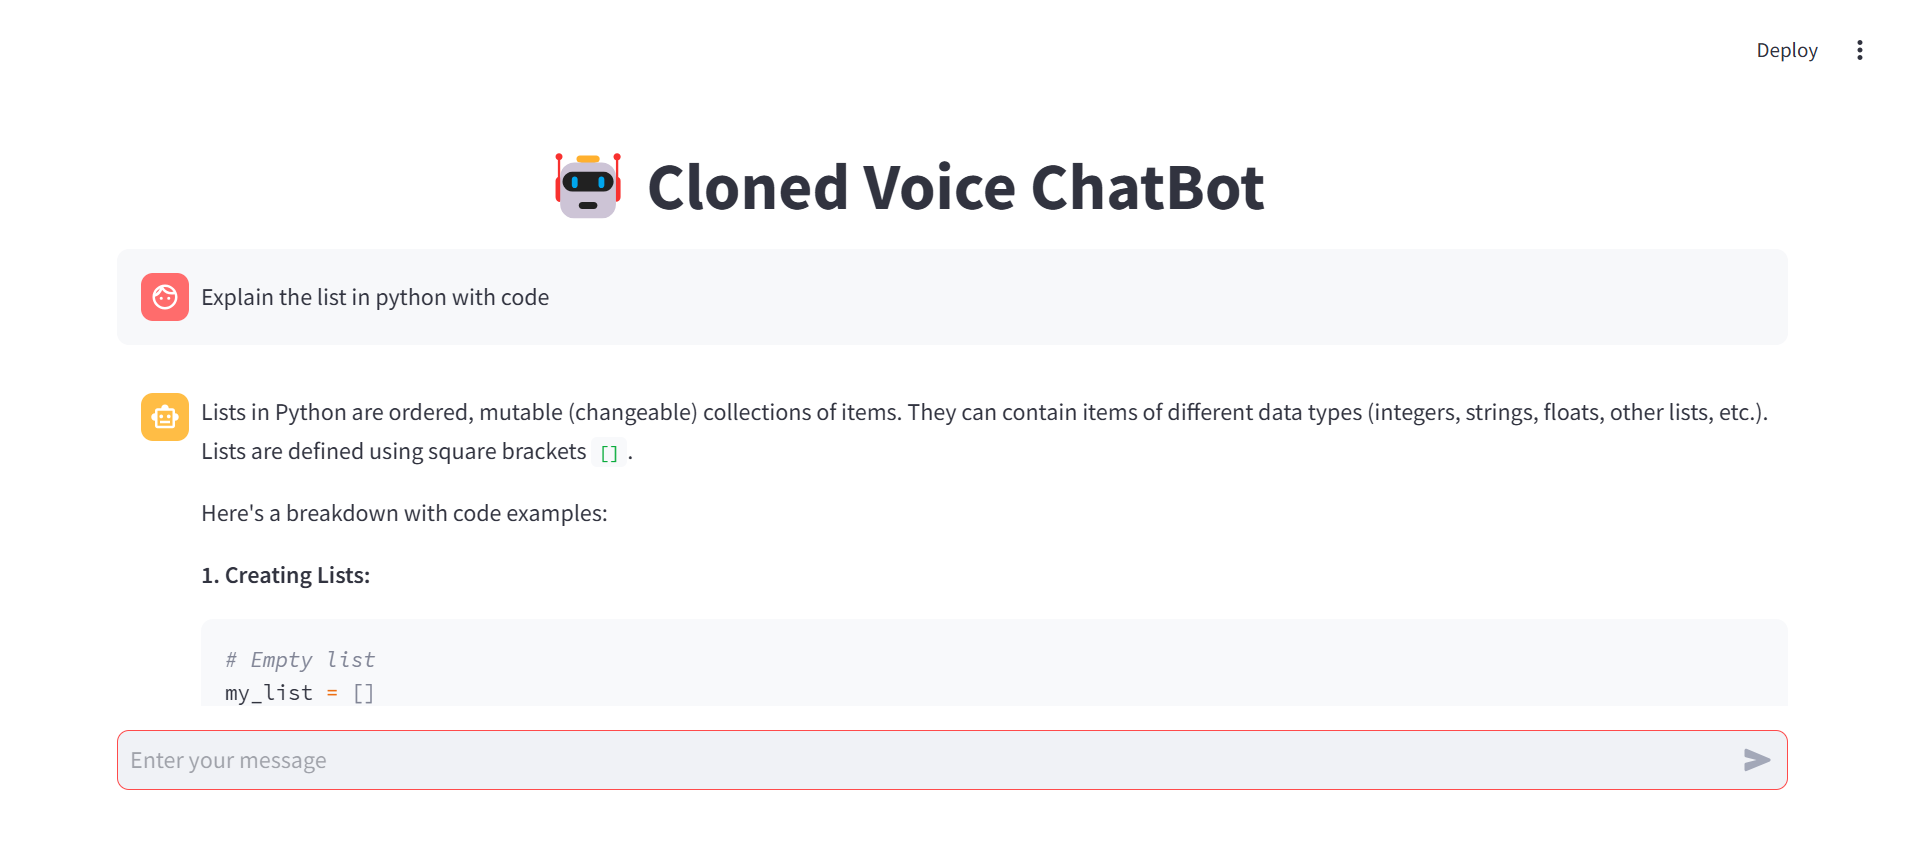 Deploy
Cloned Voice ChatBot
Explain the list in python with code
Lists in Python are ordered, mutable (changeable) collections of items. They can contain items of different data types (integers, strings, floats, other lists, etc.).
Lists are defined using square brackets [] .
Here's a breakdown with code examples:
1. Creating Lists:
# Empty list
my_list = []
Enter your message